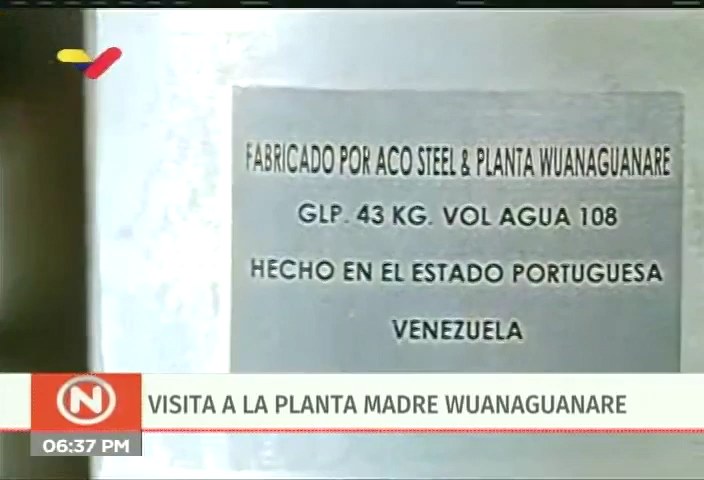 FABRICADO POR ACO STEEL & PLANTA WUANAGUANARE
GLP. 43 KG. VOL AGUA 108
HECHO EN EL ESTADO PORTUGUESA
VENEZUELA
N
VISITA A LA PLANTA MADRE WUANAGUANARE
06:37 PM